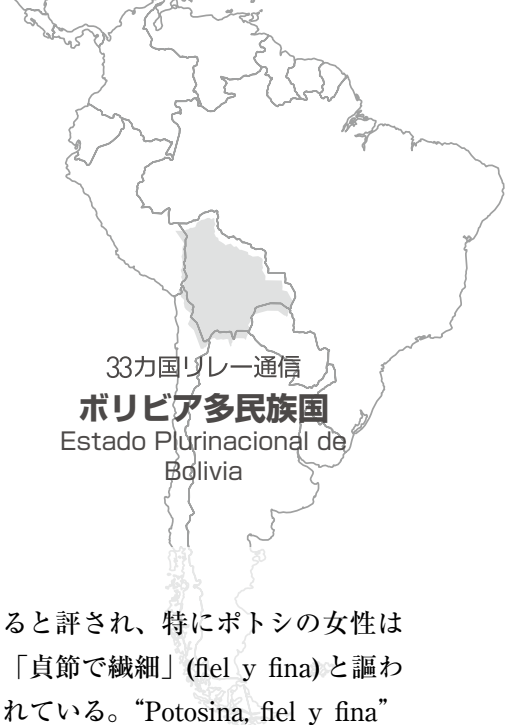 33カ国リレー通信
ボリビア多民族国
Estado Plurinacional de
Bolivia
ると評され、特にポトシの女性は
「貞節で繊細」(fiel y fina) と謳わ
れている。“Potosina, fiel y fina”